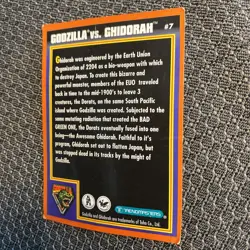 GODZILLA™ VS. GHIDORAH™
#7
Ghidorah was engineered by the Earth Union
Organization of 2204 as a bio-weapon with which
to destroy Japan. To create this bizarre and
powerful monster, members of the EUO traveled
back in time to the mid-1900's to leave 3
creatures, the Dorats, on the same South Pacific
Island where Godzilla was created. Subjected to the
same mutating radiation that created the BAD
GREEN ONE, the Dorats eventually fused into one
being—the Awesome Ghidorah. Faithful to it's
program, Ghidorah set out to flatten Japan, but
was stopped dead in its tracks by the might of
Godzilla.
TRENDMASTERS
Godzilla and Ghidorah are trademarks of Toho Co., Ltd.